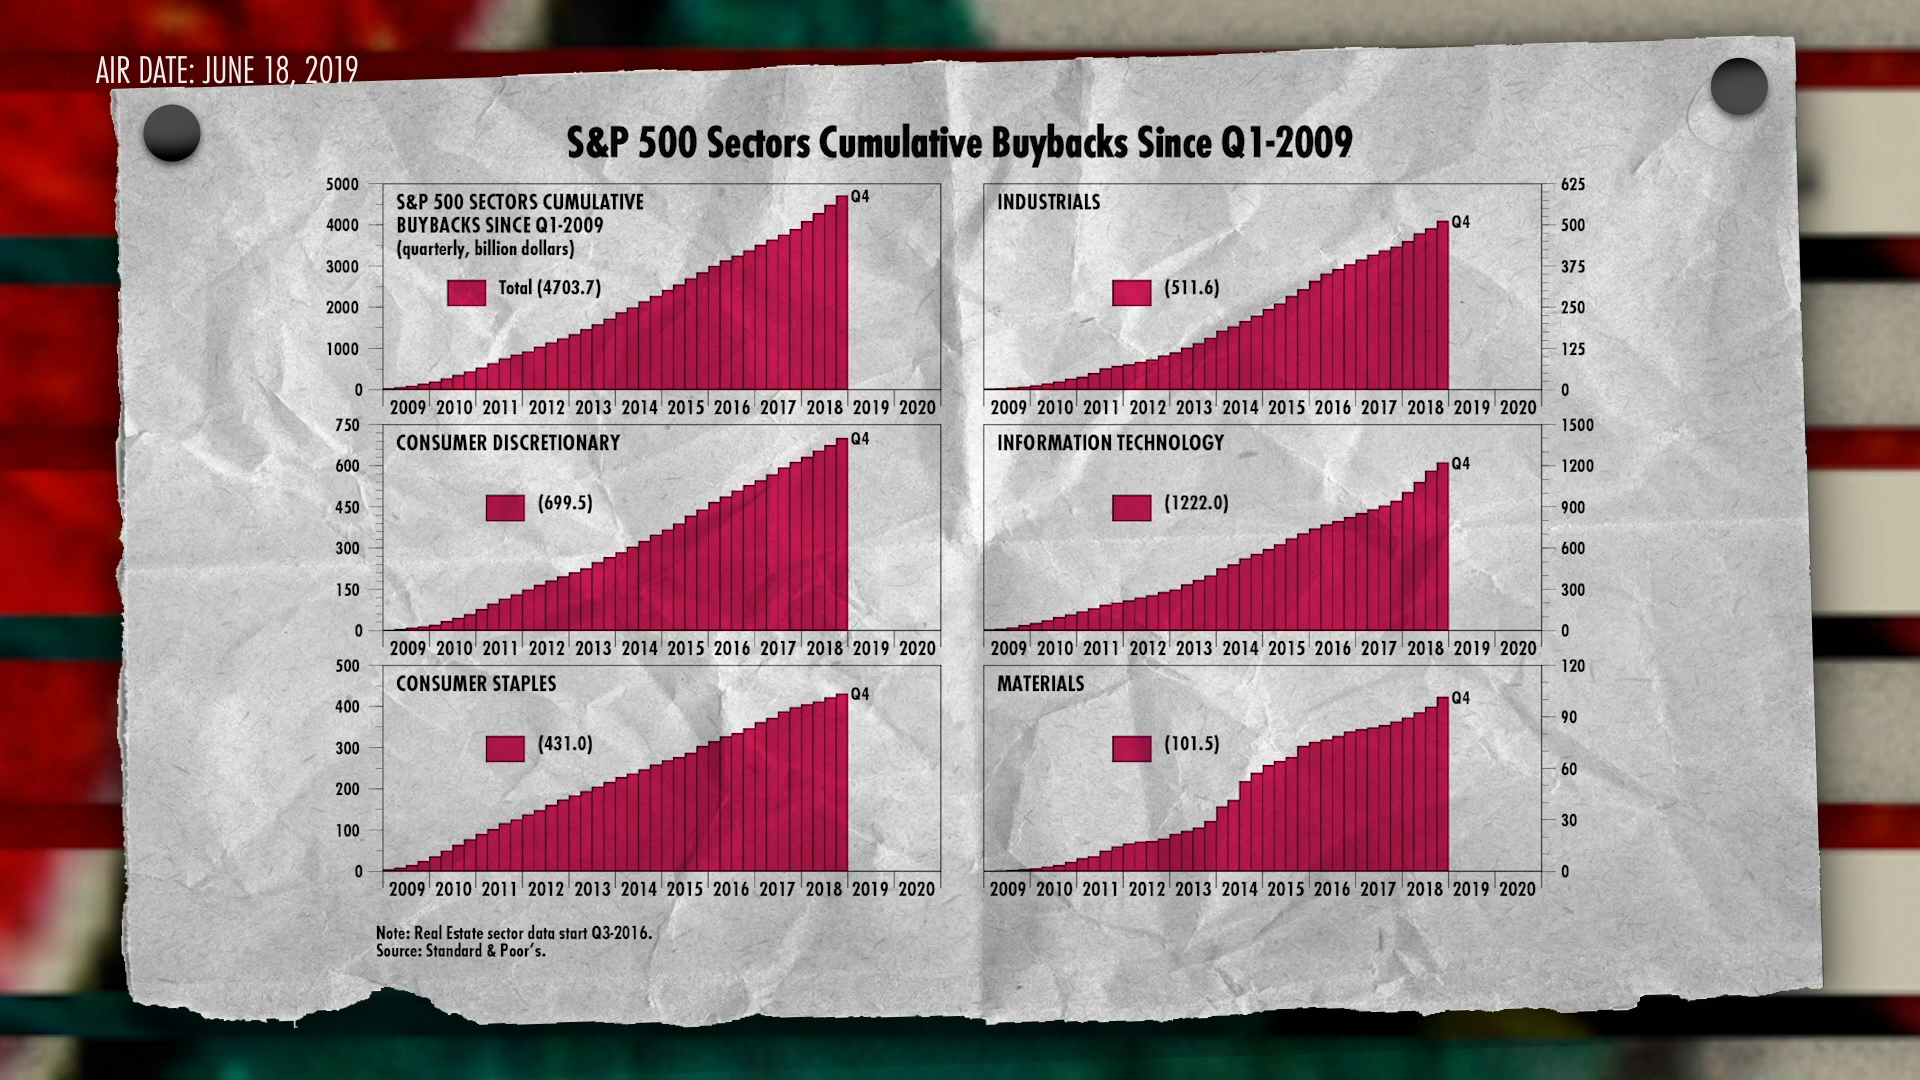 AIR DATE: JUNE 18, 2019
S&P 500 Sectors Cumulative Buybacks Since Q1-2009
S&P 500 SECTORS CUMULATIVE
BUYBACKS SINCE Q1-2009
(quarterly, billion dollars)
Total (4703.7)
Q4
5000
4000
3000
2000
1000
0
2009 2010 2011 2012 2013 2014 2015 2016 2017 2018 2019 2020
INDUSTRIALS
(511.6)
Q4
625
500
375
250
125
0
2009 2010 2011 2012 2013 2014 2015 2016 2017 2018 2019 2020
CONSUMER DISCRETIONARY
(699.5)
Q4
750
600
450
300
150
0
2009 2010 2011 2012 2013 2014 2015 2016 2017 2018 2019 2020
INFORMATION TECHNOLOGY
(1222.0)
Q4
1500
1200
900
600
300
0
2009 2010 2011 2012 2013 2014 2015 2016 2017 2018 2019 2020
CONSUMER STAPLES
(431.0)
Q4
500
400
300
200
100
0
2009 2010 2011 2012 2013 2014 2015 2016 2017 2018 2019 2020
MATERIALS
(101.5)
Q4
120
90
60
30
0
2009 2010 2011 2012 2013 2014 2015 2016 2017 2018 2019 2020
Note: Real Estate sector data start Q3-2016.
Source: Standard & Poor's.